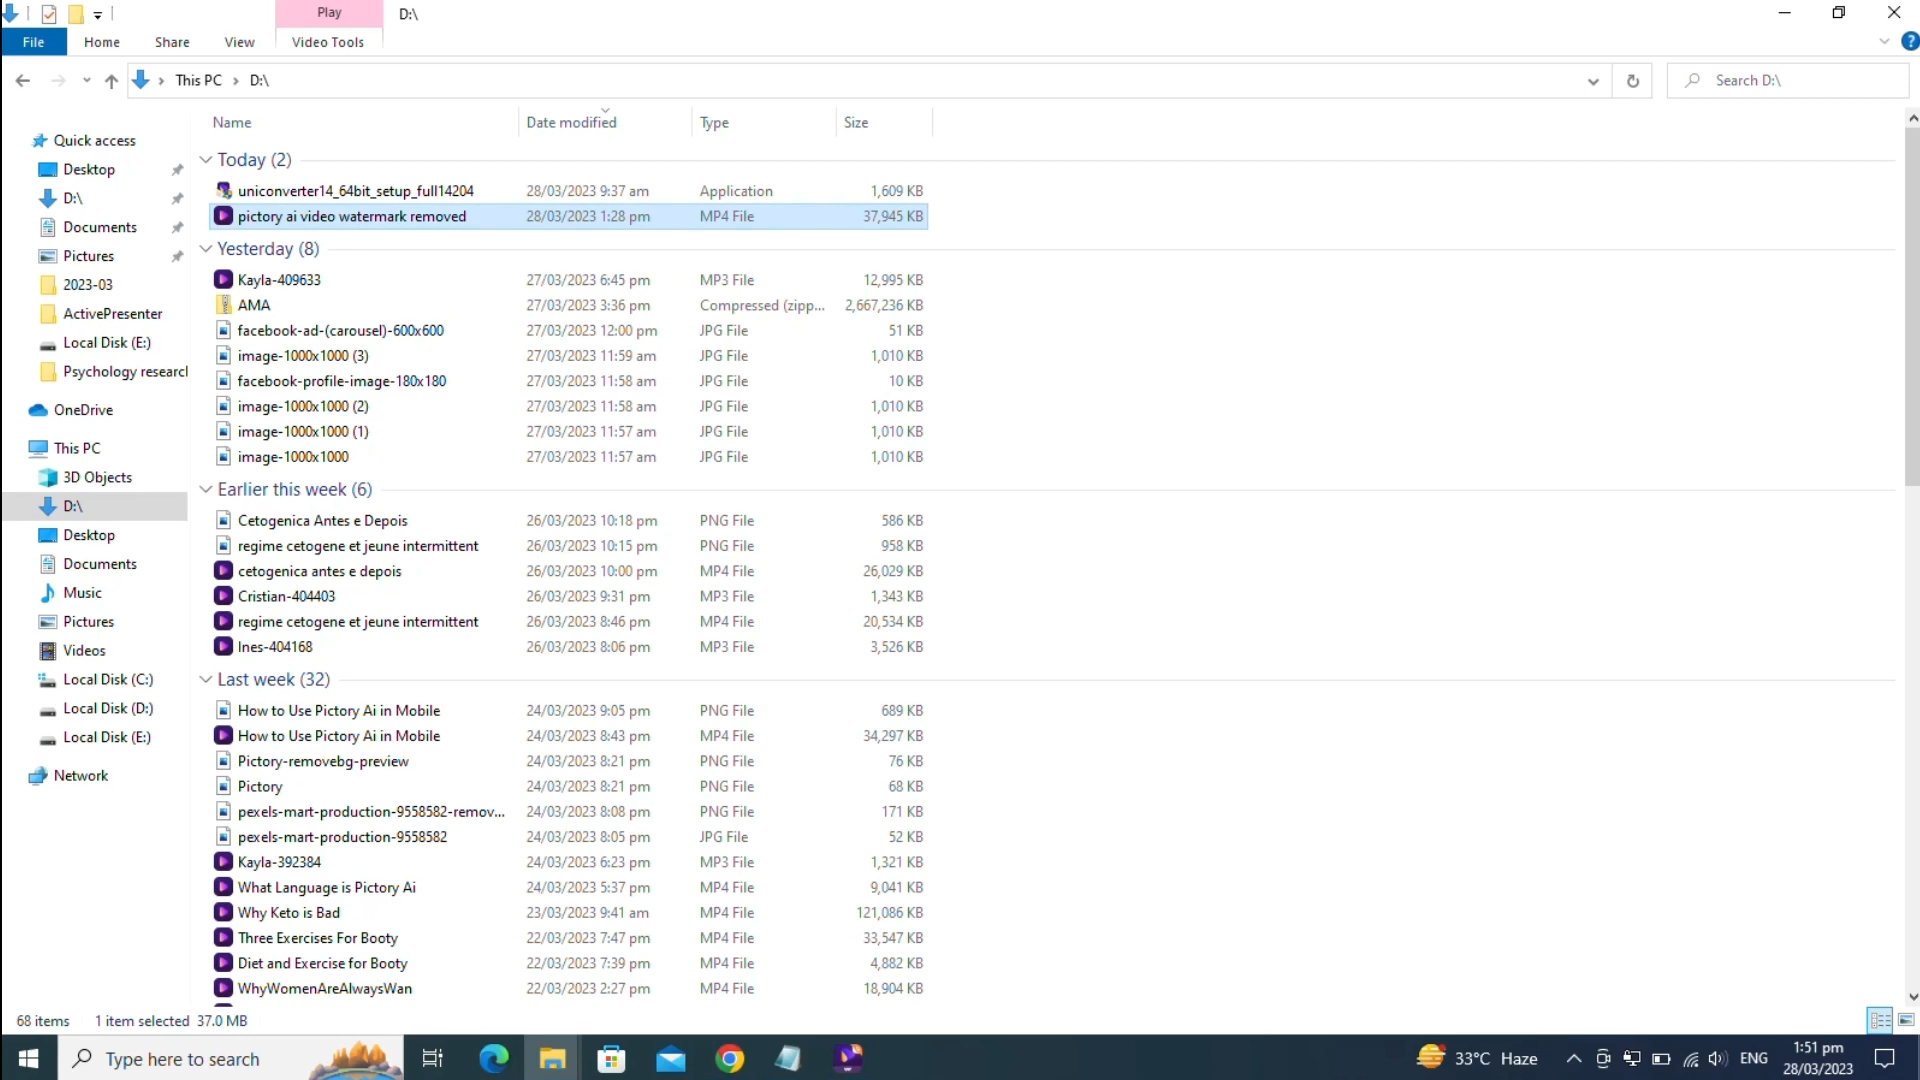 Play
D:\
File
Home
Share
View
Video Tools
This PC
D:\
Search D:\
Name
Date modified
Type
Size
Quick access
Desktop
D:\
Documents
Pictures
2023-03
ActivePresenter
Local Disk (E:)
Psychology research
OneDrive
This PC
3D Objects
D:\
Desktop
Documents
Music
Pictures
Videos
Local Disk (C:)
Local Disk (D:)
Local Disk (E:)
Network
Today (2)
uniconverter14_64bit_setup_full14204 28/03/2023 9:37 am Application 1,609 KB
pictory ai video watermark removed 28/03/2023 1:28 pm MP4 File 37,945 KB
Yesterday (8)
Kayla-409633 27/03/2023 6:45 pm MP3 File 12,995 KB
AMA 27/03/2023 3:36 pm Compressed (zipp... 2,667,236 KB
facebook-ad-(carousel)-600x600 27/03/2023 12:00 pm JPG File 51 KB
image-1000x1000 (3) 27/03/2023 11:59 am JPG File 1,010 KB
facebook-profile-image-180x180 27/03/2023 11:58 am JPG File 10 KB
image-1000x1000 (2) 27/03/2023 11:58 am JPG File 1,010 KB
image-1000x1000 (1) 27/03/2023 11:57 am JPG File 1,010 KB
image-1000x1000 27/03/2023 11:57 am JPG File 1,010 KB
Earlier this week (6)
Cetogenica Antes e Depois 26/03/2023 10:18 pm PNG File 586 KB
regime cetogene et jeune intermittent 26/03/2023 10:15 pm PNG File 958 KB
cetogenica antes e depois 26/03/2023 10:00 pm MP4 File 26,029 KB
Cristian-404403 26/03/2023 9:31 pm MP3 File 1,343 KB
regime cetogene et jeune intermittent 26/03/2023 8:46 pm MP4 File 20,534 KB
Ines-404168 26/03/2023 8:06 pm MP3 File 3,526 KB
Last week (32)
How to Use Pictory Ai in Mobile 24/03/2023 9:05 pm PNG File 689 KB
How to Use Pictory Ai in Mobile 24/03/2023 8:43 pm MP4 File 34,297 KB
Pictory-removebg-preview 24/03/2023 8:21 pm PNG File 76 KB
Pictory 24/03/2023 8:21 pm PNG File 68 KB
pexels-mart-production-9558582-remov... 24/03/2023 8:08 pm PNG File 171 KB
pexels-mart-production-9558582 24/03/2023 8:05 pm JPG File 52 KB
Kayla-392384 24/03/2023 6:23 pm MP3 File 1,321 KB
What Language is Pictory Ai 24/03/2023 5:37 pm MP4 File 9,041 KB
Why Keto is Bad 23/03/2023 9:41 am MP4 File 121,086 KB
Three Exercises For Booty 22/03/2023 7:47 pm MP4 File 33,547 KB
Diet and Exercise for Booty 22/03/2023 7:39 pm MP4 File 4,882 KB
WhyWomenAreAlwaysWan 22/03/2023 2:27 pm MP4 File 18,904 KB
68 items
1 item selected 37.0 MB
Type here to search
33°C Haze
ENG
1:51 pm
28/03/2023